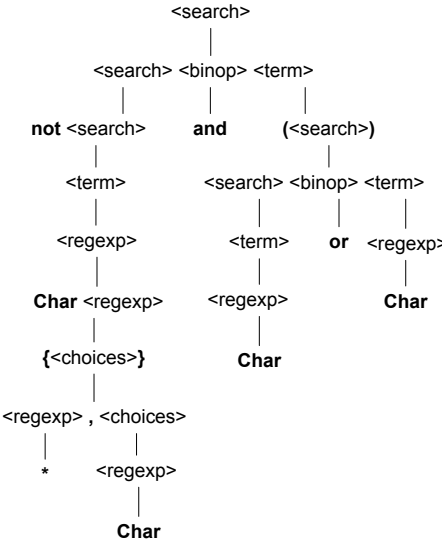 <search>
<search> <binop> <term>
not <search> and (<search>)
<term> <search> <binop> <term>
<regexp> <term> or <regexp>
Char <regexp> <regexp> Char
{<choices>} Char
<regexp> , <choices>
* <regexp>
Char